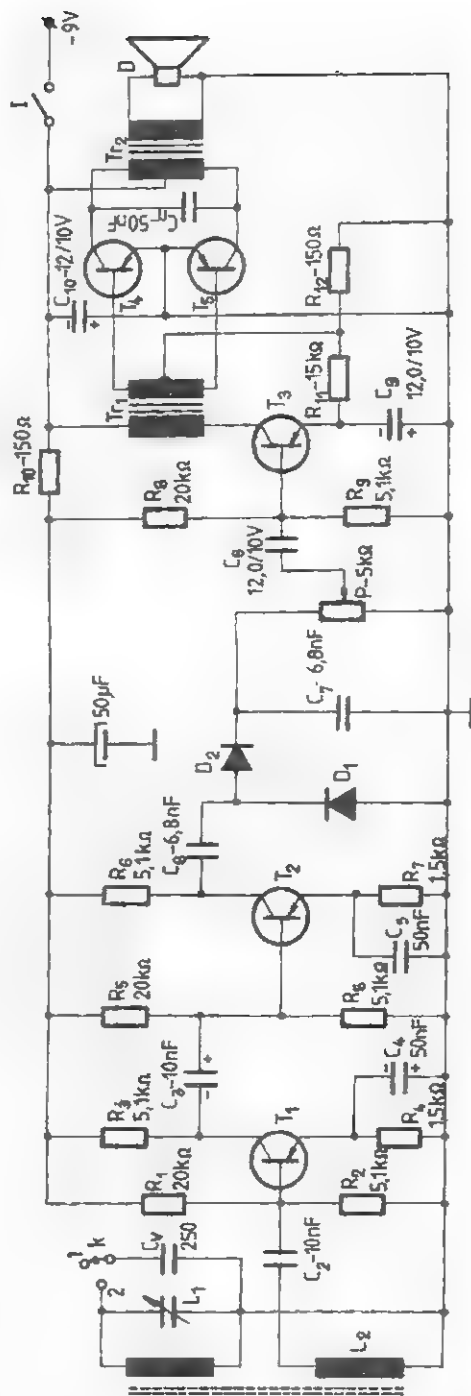 I
-9V
R10-150Ω
C10-12/10V
150µF
Tr2
D
C11-50nF
T4
T5
Tr1
R12-150Ω
R11-15kΩ
T3
C9
12,0/10V
R8
20kΩ
R9
5,1kΩ
C6
12,0/10V
P-5kΩ
C7-6,8nF
D2
D1
C8-6,8nF
R6
5,1kΩ
T2
R7
1,5kΩ
C5
50nF
R5
20kΩ
R6
5,1kΩ
C3-10nF
R3
5,1kΩ
T1
C4
50nF
R4
15kΩ
R1
20kΩ
R2
5,1kΩ
C2-10nF
1
k
2
Cv
250
L1
L2